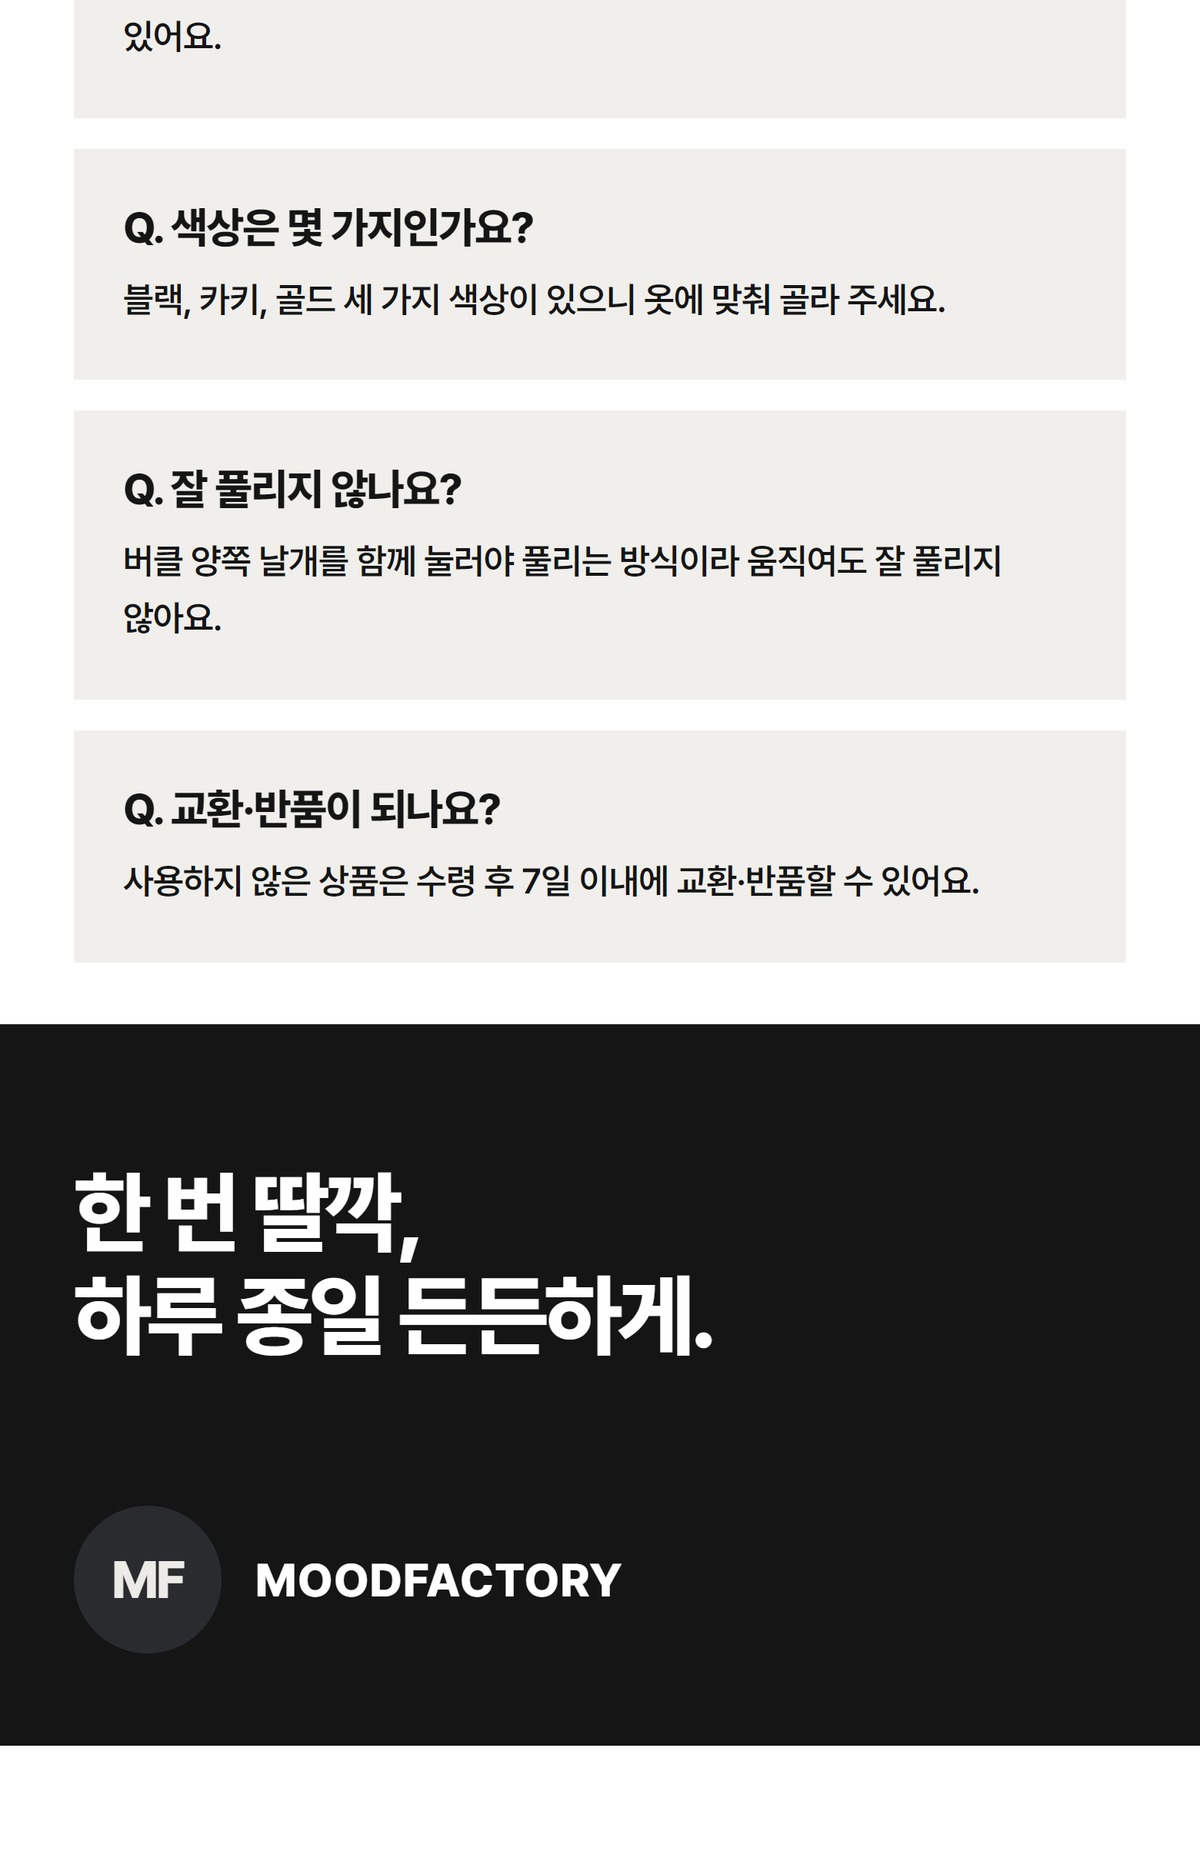 있어요.
Q. 색상은 몇 가지인가요?
블랙, 카키, 골드 세 가지 색상이 있으니 옷에 맞춰 골라 주세요.
Q. 잘 풀리지 않나요?
버클 양쪽 날개를 함께 눌러야 풀리는 방식이라 움직여도 잘 풀리지
않아요.
Q. 교환·반품이 되나요?
사용하지 않은 상품은 수령 후 7일 이내에 교환·반품할 수 있어요.
한 번 딸깍,
하루 종일 든든하게.
MF
MOODFACTORY